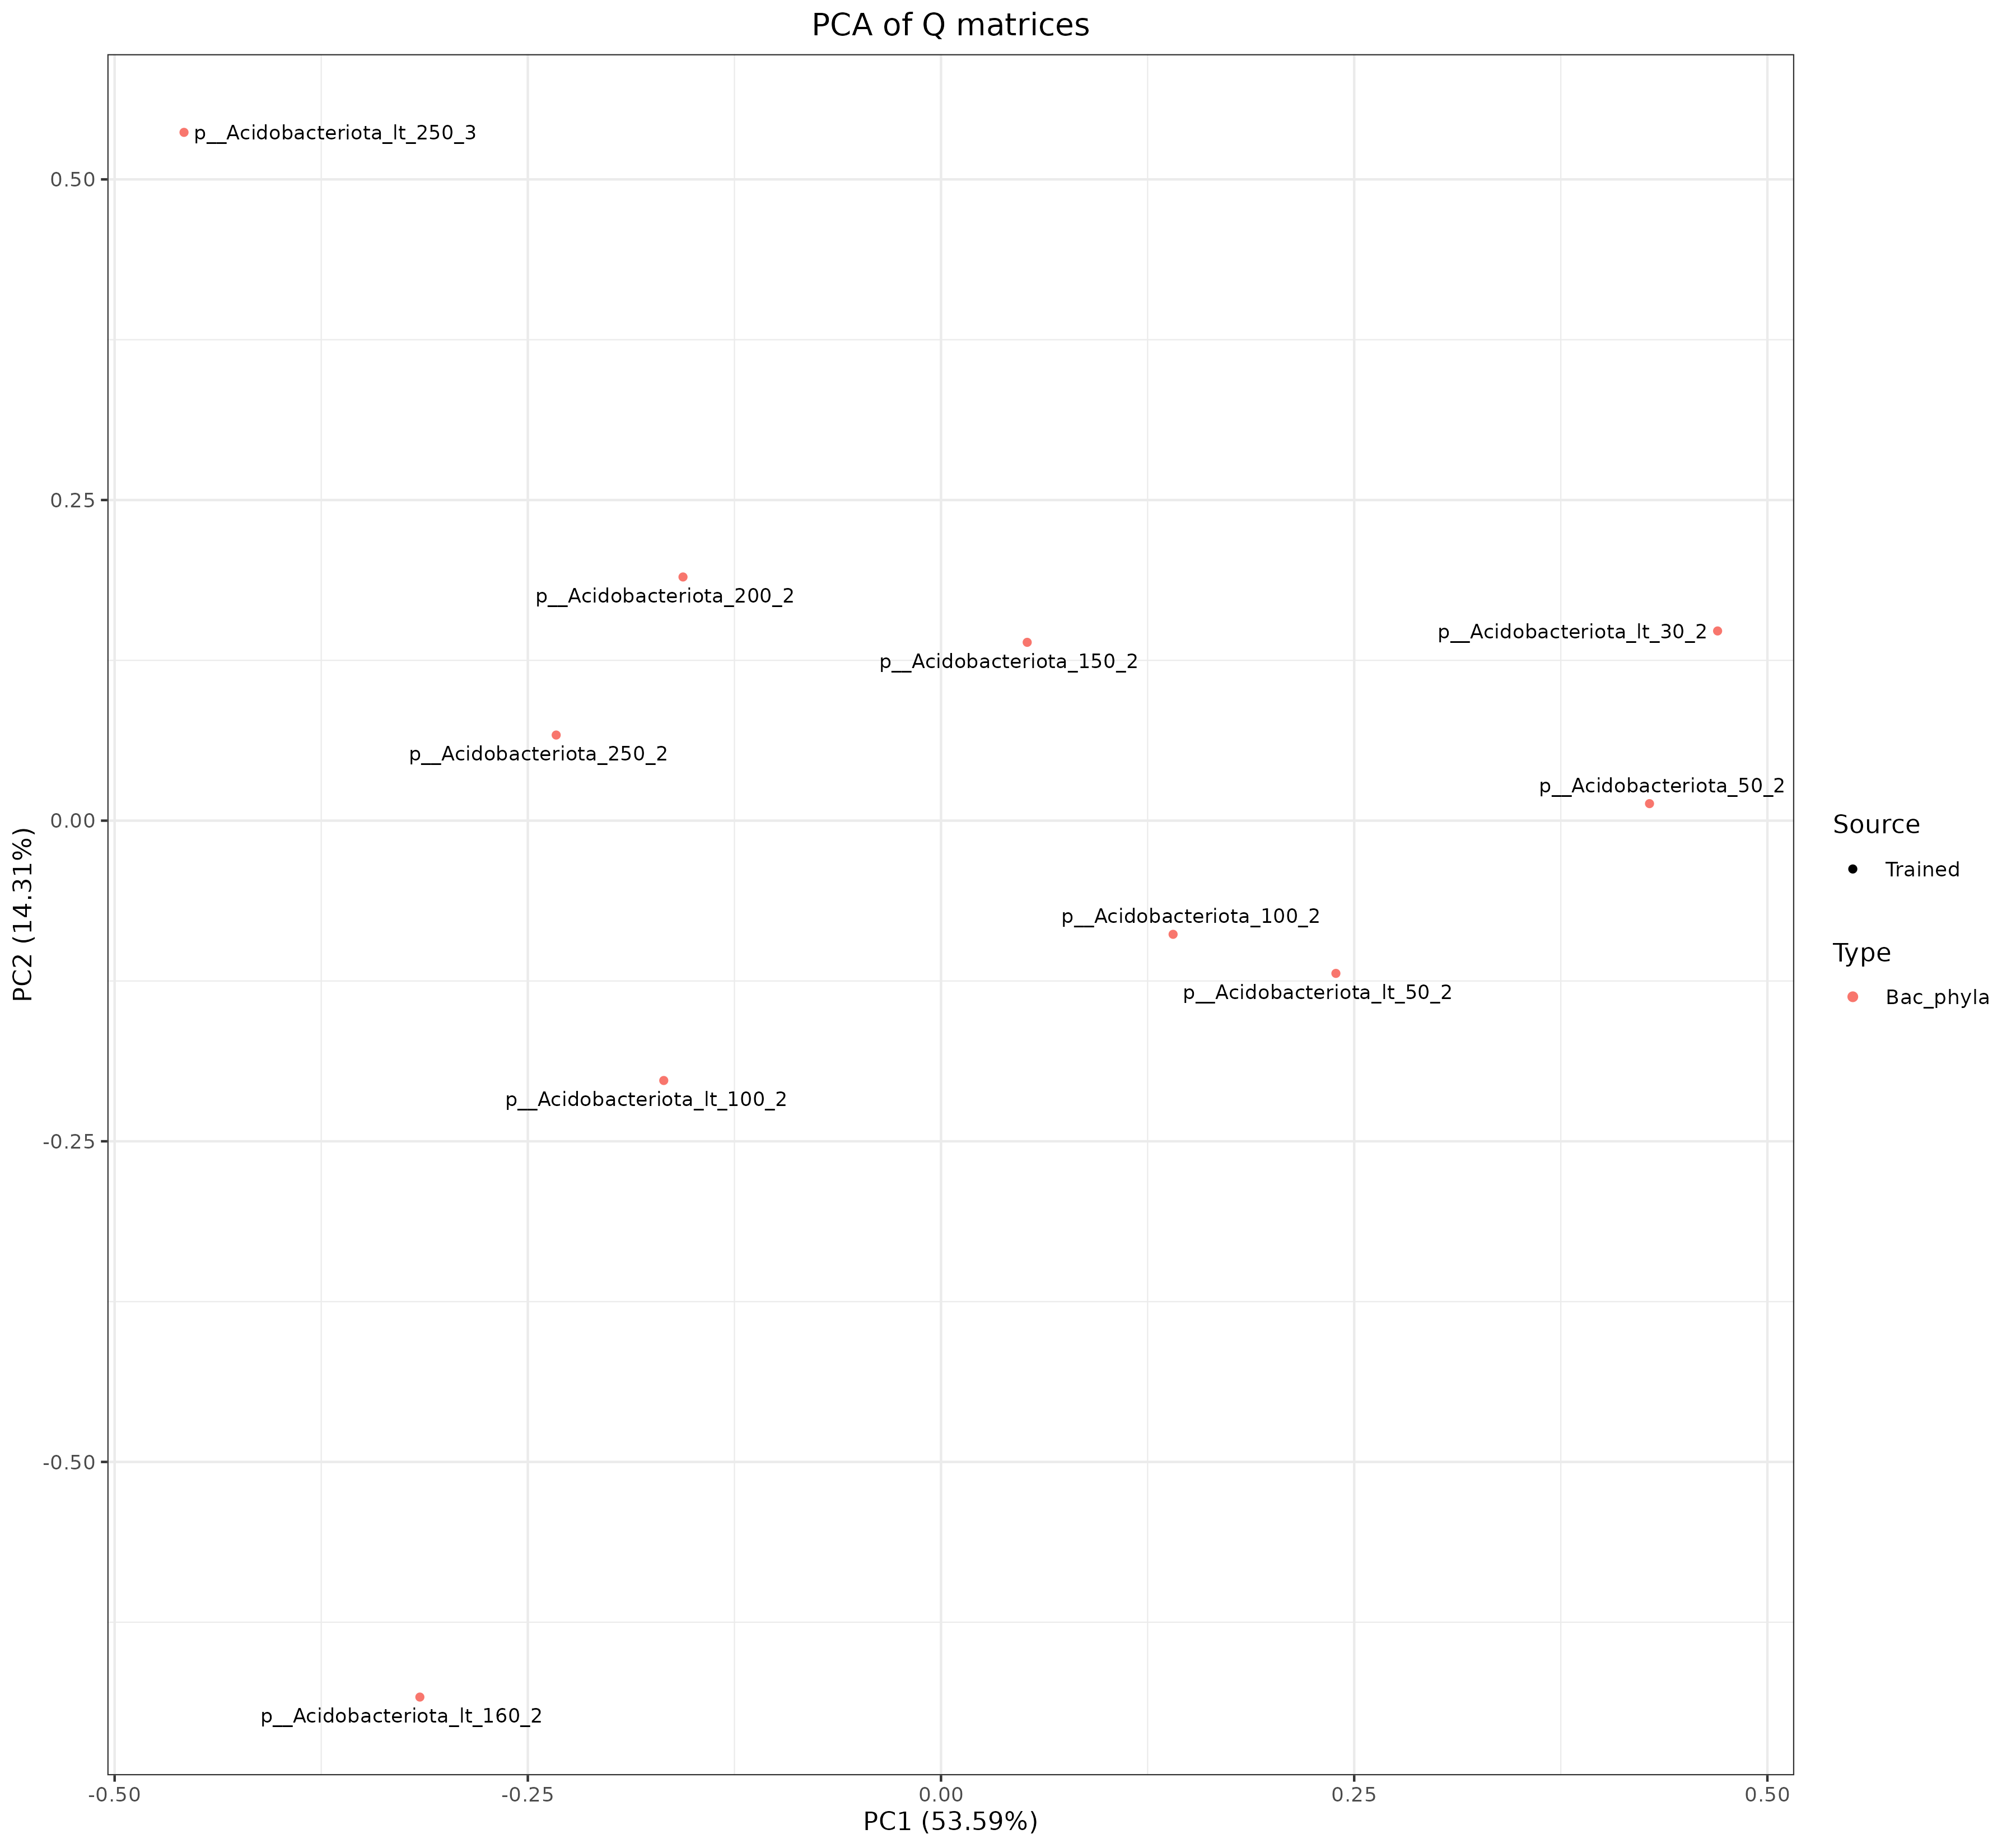 PCA of Q matrices
p__Acidobacteriota_lt_250_3
0.50
0.25
p__Acidobacteriota_200_2
p__Acidobacteriota_lt_30_2
p__Acidobacteriota_150_2
p__Acidobacteriota_250_2
p__Acidobacteriota_50_2
0.00
p__Acidobacteriota_100_2
p__Acidobacteriota_lt_50_2
p__Acidobacteriota_lt_100_2
-0.25
-0.50
p__Acidobacteriota_lt_160_2
PC2 (14.31%)
-0.50
-0.25
0.00
0.25
0.50
PC1 (53.59%)
Source
Trained
Type
Bac_phyla